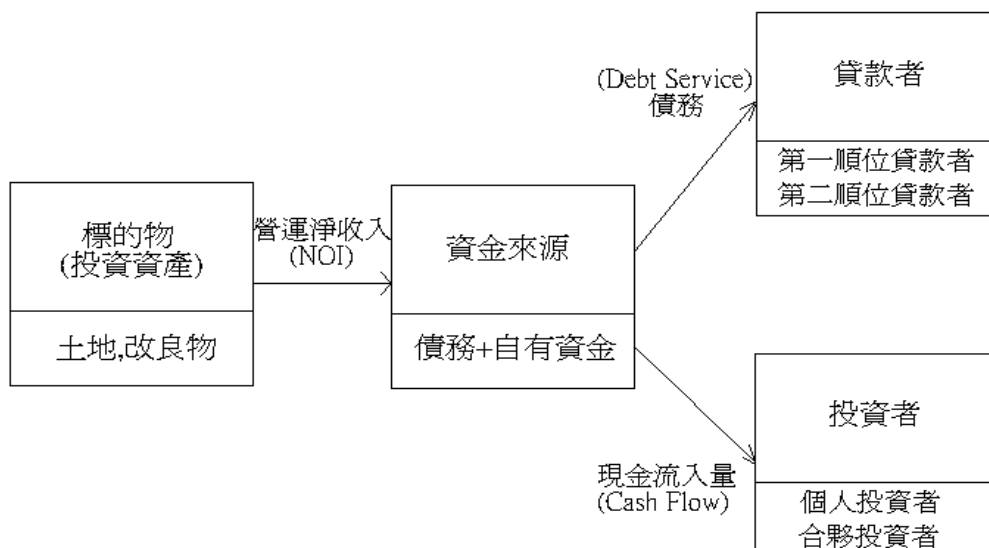 標的物
(投資資產)
土地,改良物
營運淨收入
(NOI)
資金來源
債務+自有資金
(Debt Service)
債務
貸款者
第一順位貸款者
第二順位貸款者
現金流入量
(Cash Flow)
投資者
個人投資者
合夥投資者